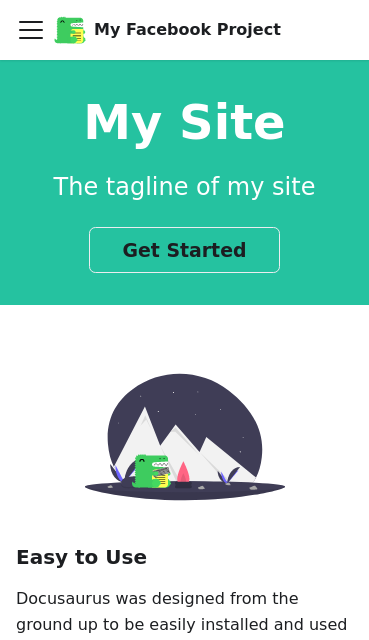 My Facebook Project
My Site
The tagline of my site
Get Started
Easy to Use
Docusaurus was designed from the
ground up to be easily installed and used